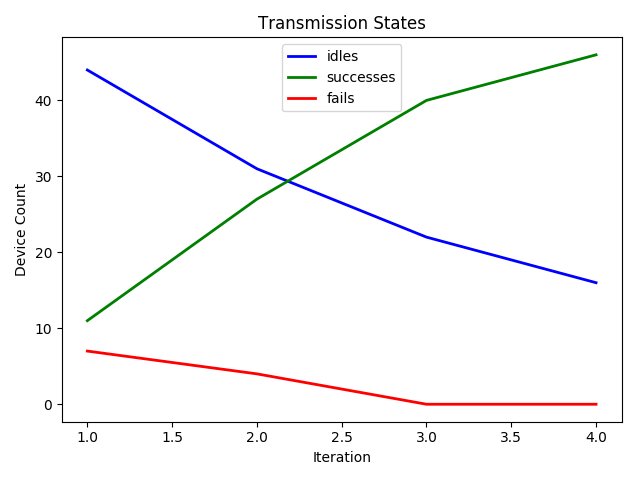 Transmission States
idles
successes
fails
Device Count
40
30
20
10
0
1.0 1.5 2.0 2.5 3.0 3.5 4.0
Iteration